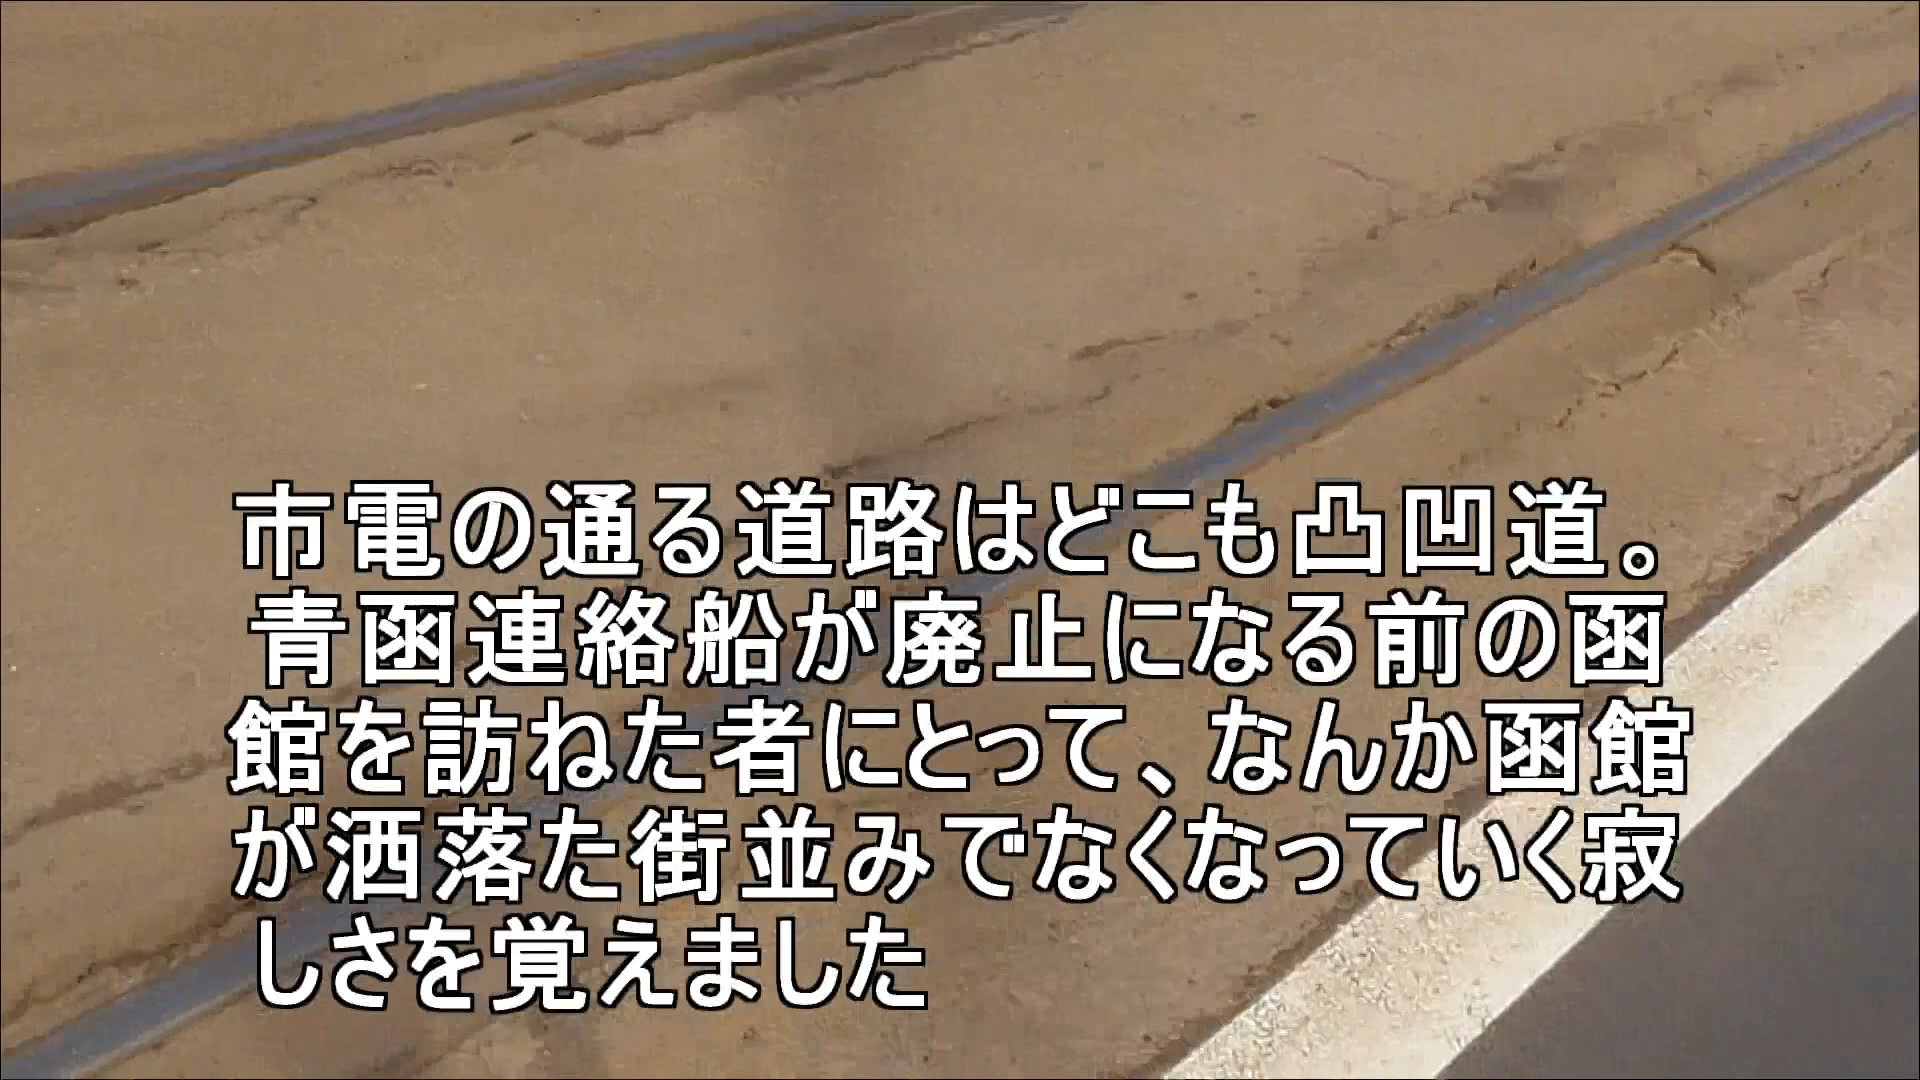 市電の通る道路はどこも凸凹道。
青函連絡船が廃止になる前の函
館を訪ねた者にとって、なんか函館
が洒落た街並みでなくなっていく寂
しさを覚えました